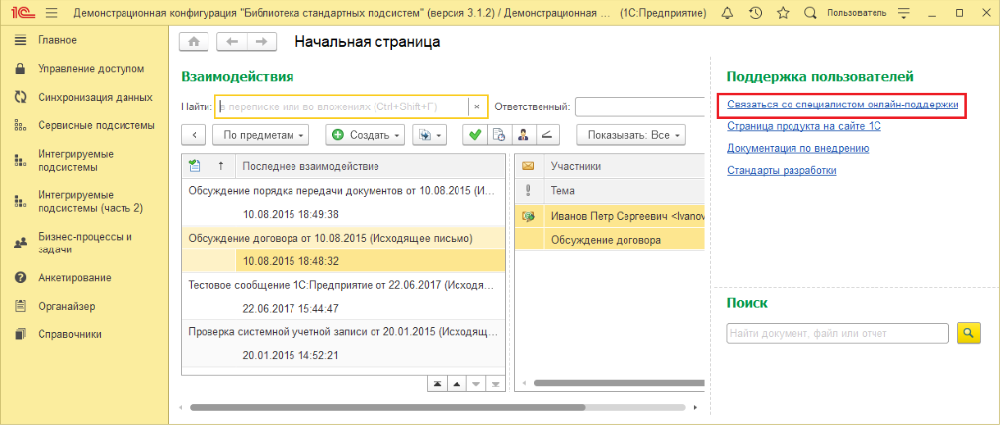 1С Демонстрационная конфигурация "Библиотека стандартных подсистем" (версия 3.1.2) / Демонстрационная ... (1С:Предприятие) Пользователь
Главное
Управление доступом
Синхронизация данных
Сервисные подсистемы
Интегрируемые
подсистемы
Интегрируемые
подсистемы (часть 2)
Бизнес-процессы и
задачи
Анкетирование
Органайзер
Справочники
Начальная страница
Взаимодействия
Найти: в переписке или во вложениях (Ctrl+Shift+F) × Ответственный:
По предметам Создать Показывать: Все
Последнее взаимодействие
Обсуждение порядка передачи документов от 10.08.2015 (И...
10.08.2015 18:49:38
Обсуждение договора от 10.08.2015 (Исходящее письмо)
10.08.2015 18:48:32
Тестовое сообщение 1С:Предприятие от 22.06.2017 (Исходя...
22.06.2017 15:44:47
Проверка системной учетной записи от 20.01.2015 (Исходящ...
20.01.2015 14:52:21
Участники
Тема
Иванов Петр Сергеевич <Ivanov
Обсуждение договора
Поддержка пользователей
Связаться со специалистом онлайн-поддержки
Страница продукта на сайте 1С
Документация по внедрению
Стандарты разработки
Поиск
Найти документ, файл или отчет